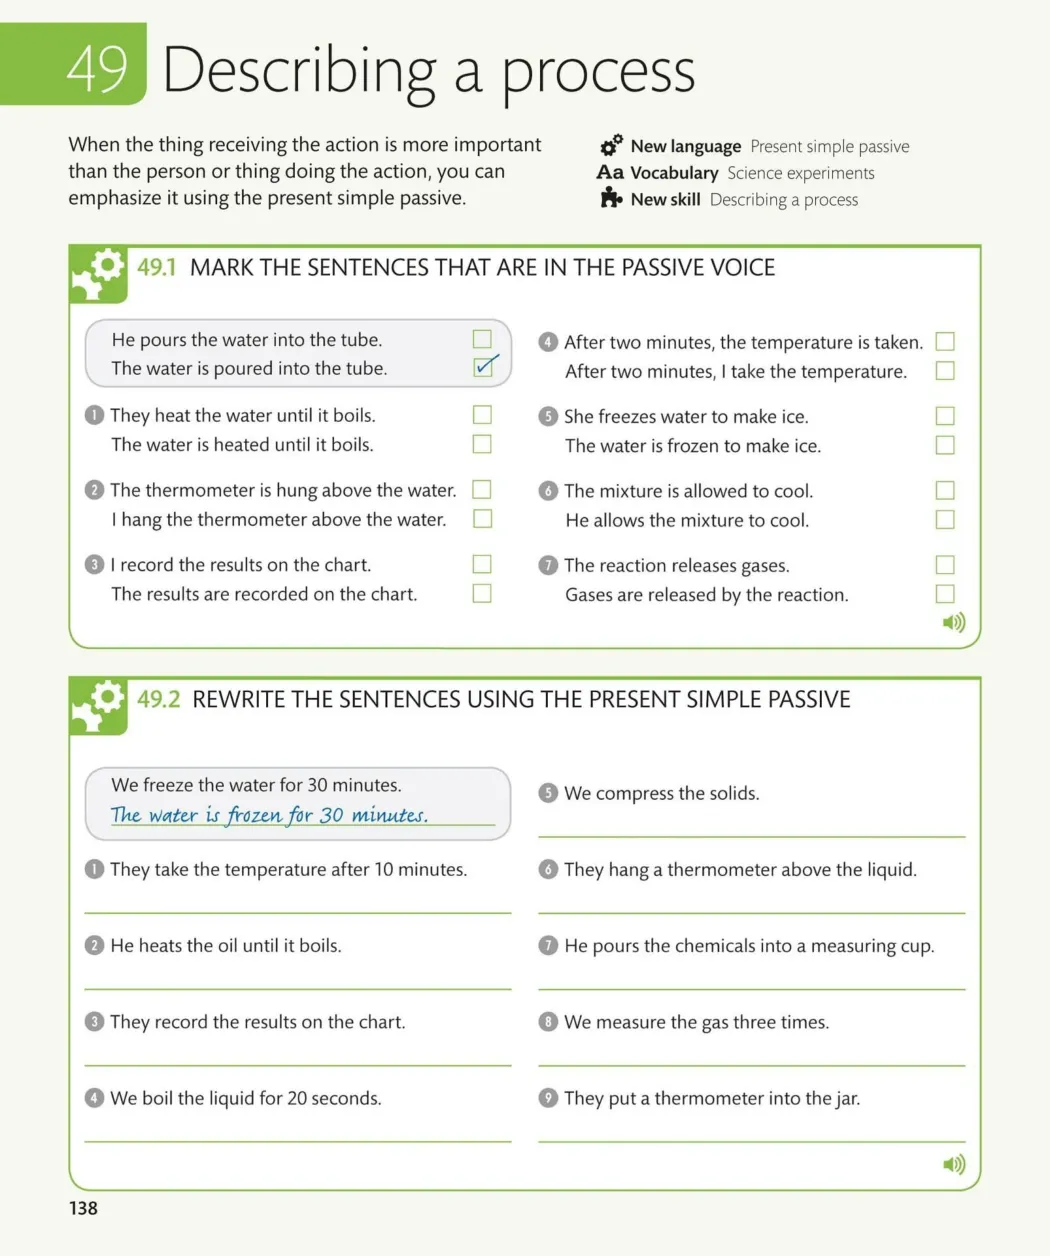 49 Describing a process
When the thing receiving the action is more important
than the person or thing doing the action, you can
emphasize it using the present simple passive.
New language Present simple passive
Aa Vocabulary Science experiments
New skill Describing a process
49.1 MARK THE SENTENCES THAT ARE IN THE PASSIVE VOICE
He pours the water into the tube.
The water is poured into the tube.
1 They heat the water until it boils.
The water is heated until it boils.
2 The thermometer is hung above the water.
I hang the thermometer above the water.
3 I record the results on the chart.
The results are recorded on the chart.
4 After two minutes, the temperature is taken.
After two minutes, I take the temperature.
5 She freezes water to make ice.
The water is frozen to make ice.
6 The mixture is allowed to cool.
He allows the mixture to cool.
7 The reaction releases gases.
Gases are released by the reaction.
49.2 REWRITE THE SENTENCES USING THE PRESENT SIMPLE PASSIVE
We freeze the water for 30 minutes.
The water is frozen for 30 minutes.
1 They take the temperature after 10 minutes.
2 He heats the oil until it boils.
3 They record the results on the chart.
4 We boil the liquid for 20 seconds.
5 We compress the solids.
6 They hang a thermometer above the liquid.
7 He pours the chemicals into a measuring cup.
8 We measure the gas three times.
9 They put a thermometer into the jar.
138